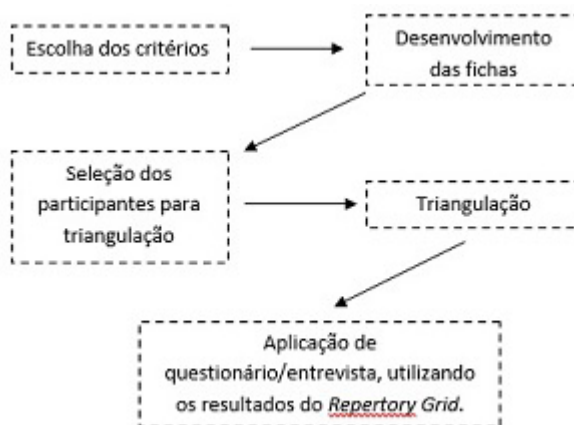 Escolha dos critérios
Desenvolvimento
das fichas
Seleção dos
participantes para
triangulação
Triangulação
Aplicação de
questionário/entrevista, utilizando
os resultados do Repertory Grid.